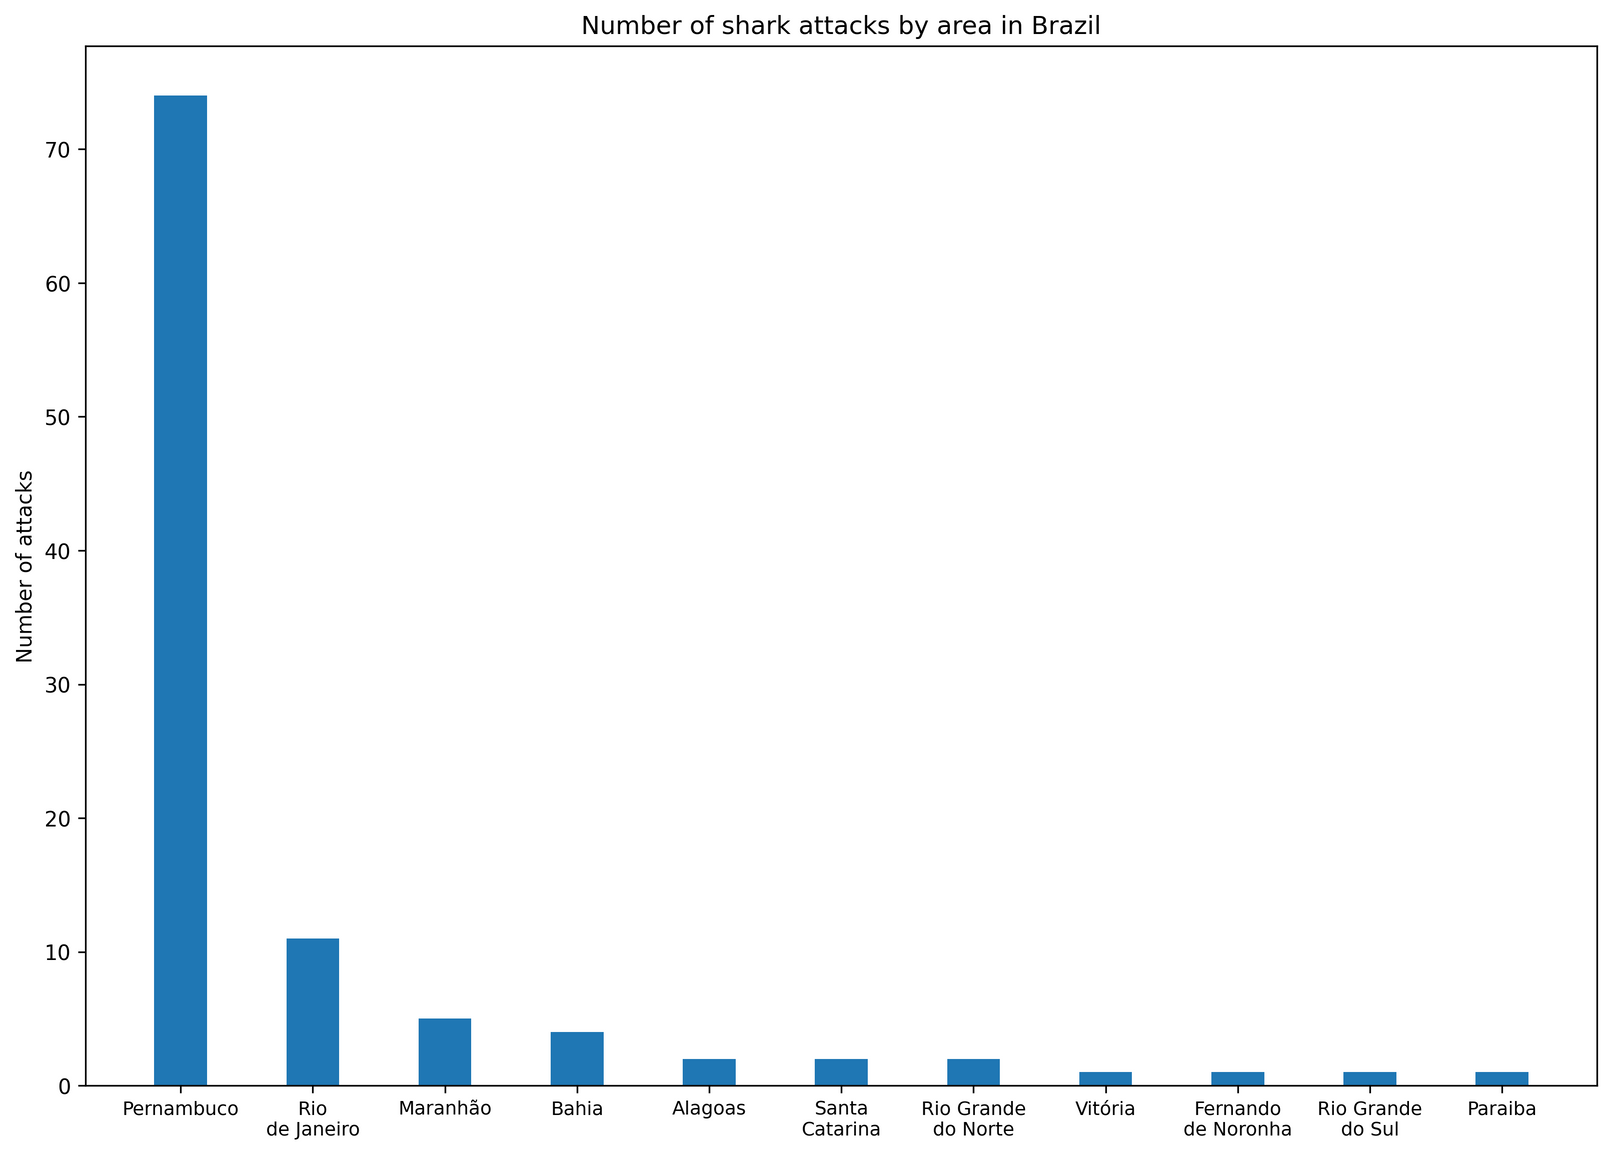 Number of shark attacks by area in Brazil
Number of attacks
70
60
50
40
30
20
10
0
Pernambuco
Rio
de Janeiro
Maranhão
Bahia
Alagoas
Santa
Catarina
Rio Grande
do Norte
Vitória
Fernando
de Noronha
Rio Grande
do Sul
Paraiba